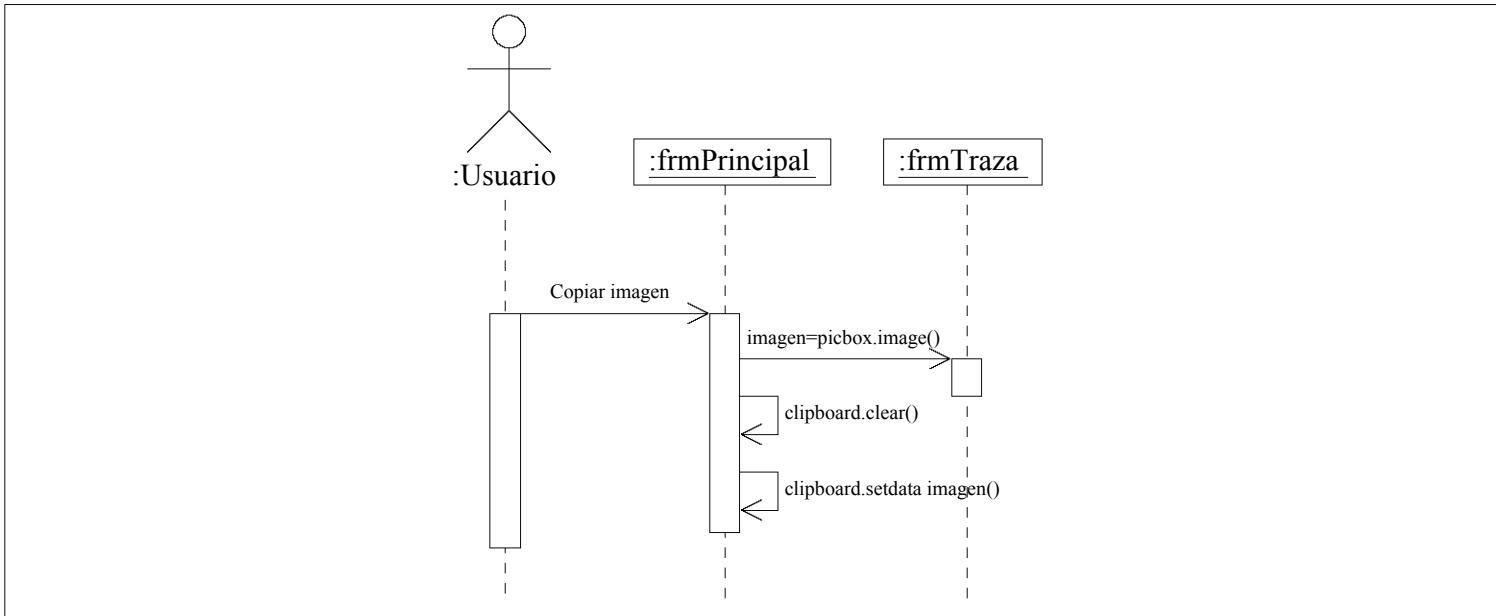 :Usuario
:frmPrincipal
:frmTraza
Copiar imagen
imagen=picbox.image()
clipboard.clear()
clipboard.setdata imagen()